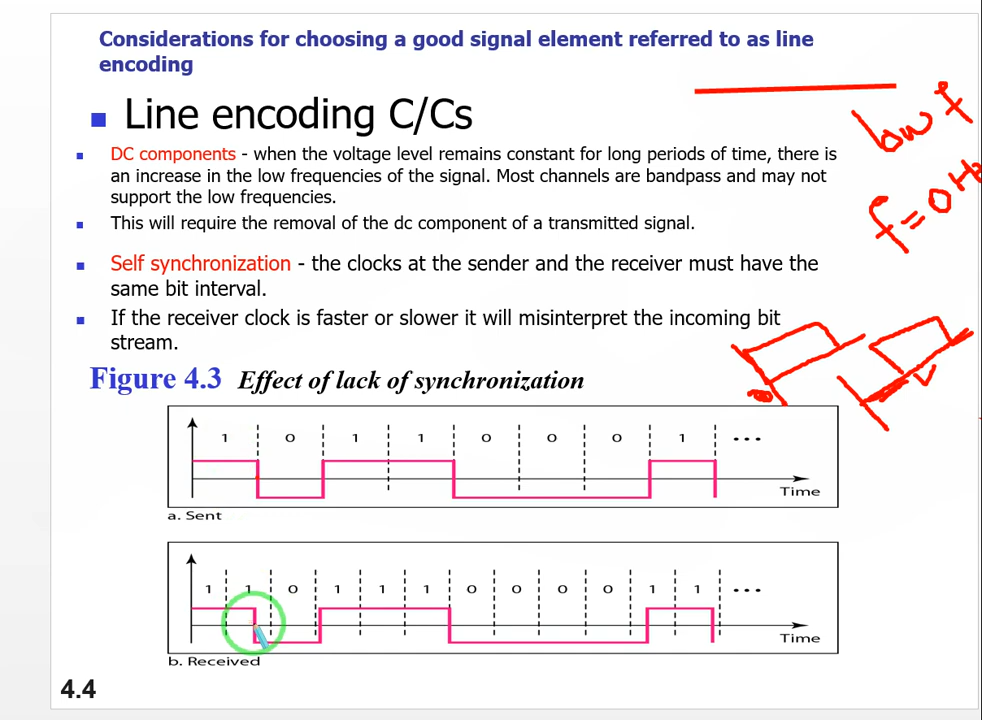 Considerations for choosing a good signal element referred to as line
encoding
Line encoding C/Cs
DC components - when the voltage level remains constant for long periods of time, there is
an increase in the low frequencies of the signal. Most channels are bandpass and may not
support the low frequencies.
This will require the removal of the dc component of a transmitted signal.
Self synchronization - the clocks at the sender and the receiver must have the
same bit interval.
If the receiver clock is faster or slower it will misinterpret the incoming bit
stream.
low f
f=0Hz
Figure 4.3 Effect of lack of synchronization
1 0 1 1 0 0 0 1 ...
Time
a. Sent
1 1 0 1 1 1 0 0 0 0 1 1 ...
Time
b. Received
4.4